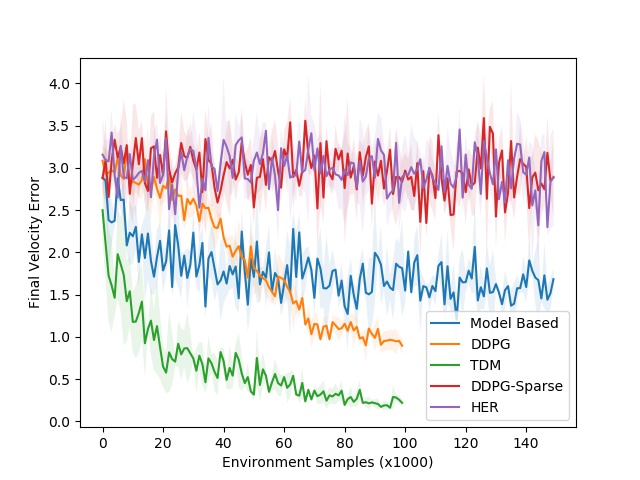 4.0
3.5
3.0
2.5
2.0
1.5
1.0
0.5
0.0
Final Velocity Error
0 20 40 60 80 100 120 140
Environment Samples (x1000)
Model Based
DDPG
TDM
DDPG-Sparse
HER